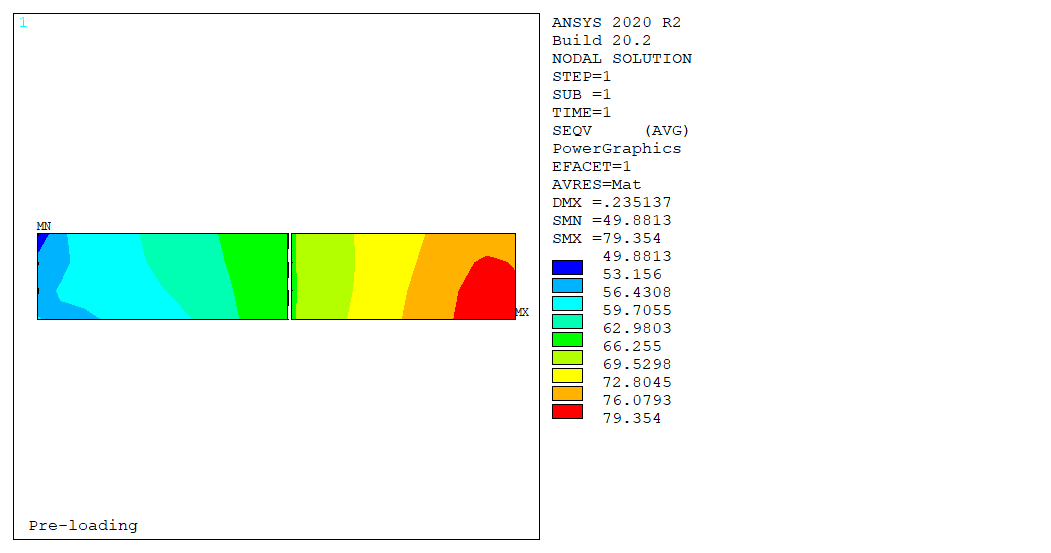 1
ANSYS 2020 R2
Build 20.2
NODAL SOLUTION
STEP=1
SUB =1
TIME=1
SEQV (AVG)
PowerGraphics
EFACET=1
AVRES=Mat
DMX =.235137
SMN =49.8813
SMX =79.354
49.8813
53.156
56.4308
59.7055
62.9803
66.255
69.5298
72.8045
76.0793
79.354
MN
MX
Pre-loading